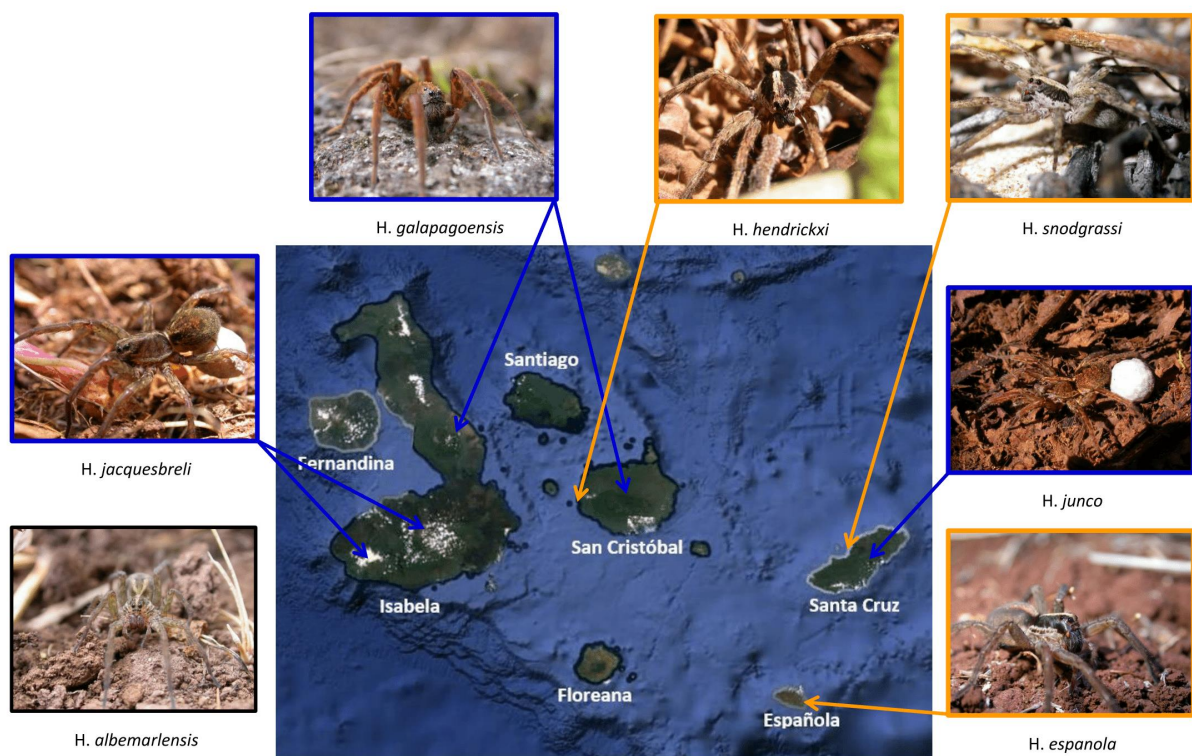 H. galapagoensis
H. hendrickxi
H. snodgrassi
Santiago
Fernandina
H. jacquesbreli
San Cristóbal
H. junco
Isabela
Santa Cruz
Floreana
Española
H. albemarlensis
H. espanola